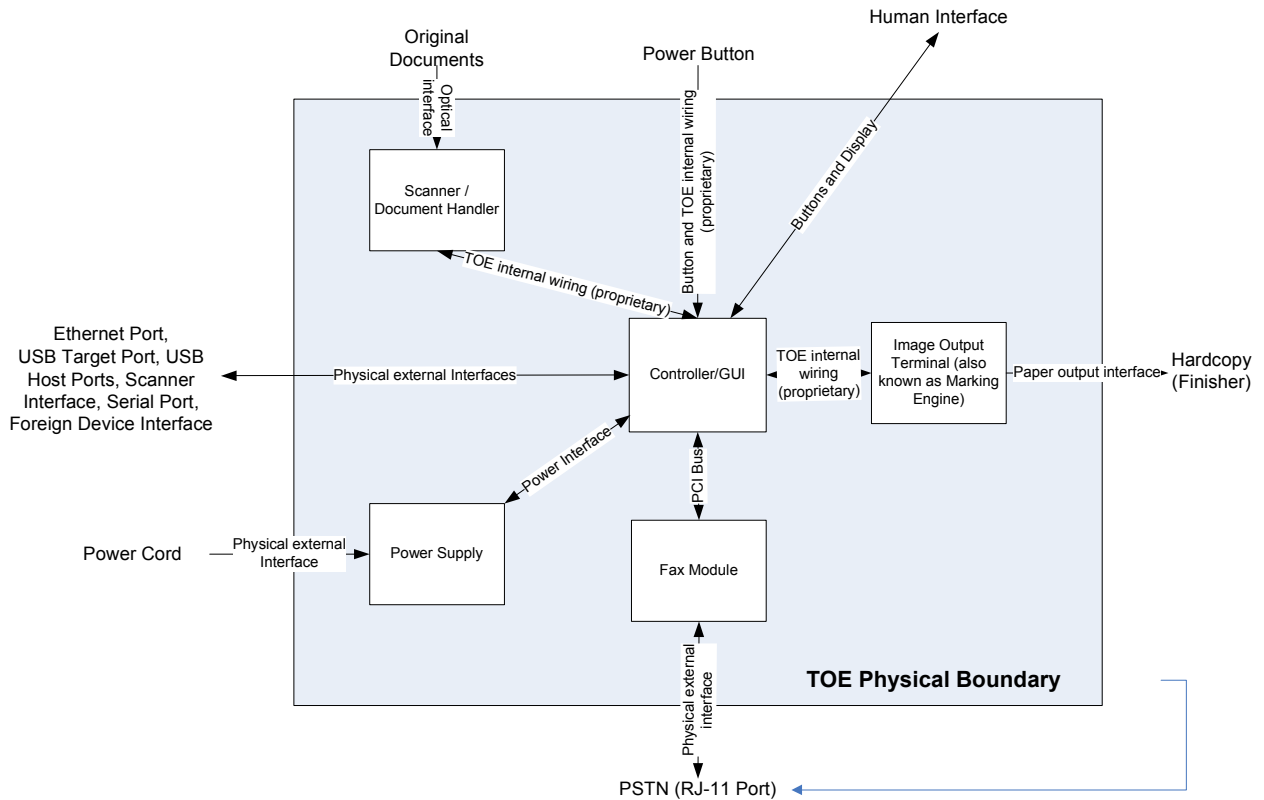 Human Interface
Original
Documents
Power Button
Optical
interface
Button and TOE internal wiring
(proprietary)
Buttons and Display
Scanner /
Document Handler
TOE internal wiring (proprietary)
Ethernet Port,
USB Target Port, USB
Host Ports, Scanner
Interface, Serial Port,
Foreign Device Interface
Physical external Interfaces
Controller/GUI
TOE internal
wiring
(proprietary)
Image Output
Terminal (also
known as Marking
Engine)
Paper output interface
Hardcopy
(Finisher)
Power Interface
PCI Bus
Power Cord
Physical external
Interface
Power Supply
Fax Module
Physical external
interface
TOE Physical Boundary
PSTN (RJ-11 Port)